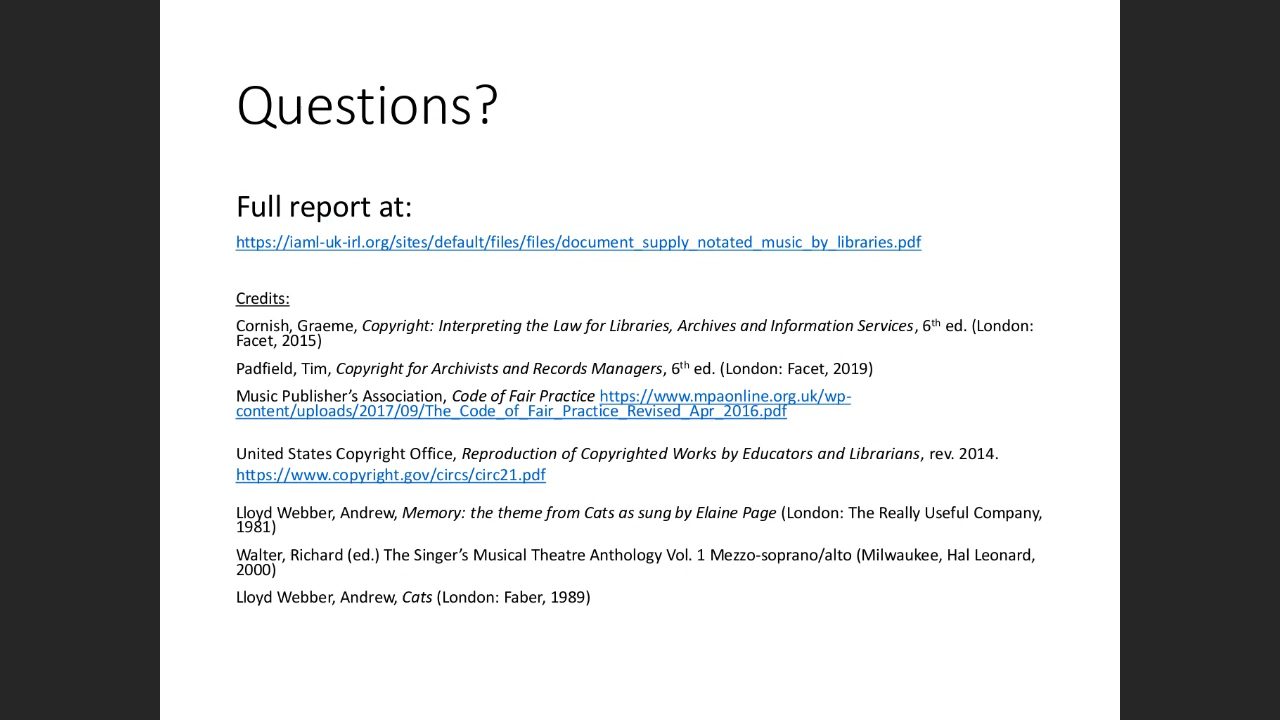 Questions?
Full report at:
https://iaml-uk-irl.org/sites/default/files/files/document_supply_notated_music_by_libraries.pdf
Credits:
Cornish, Graeme, Copyright: Interpreting the Law for Libraries, Archives and Information Services, 6th ed. (London:
Facet, 2015)
Padfield, Tim, Copyright for Archivists and Records Managers, 6th ed. (London: Facet, 2019)
Music Publisher’s Association, Code of Fair Practice https://www.mpaonline.org.uk/wp-
content/uploads/2017/09/The_Code_of_Fair_Practice_Revised_Apr_2016.pdf
United States Copyright Office, Reproduction of Copyrighted Works by Educators and Librarians, rev. 2014.
https://www.copyright.gov/circs/circ21.pdf
Lloyd Webber, Andrew, Memory: the theme from Cats as sung by Elaine Page (London: The Really Useful Company,
1981)
Walter, Richard (ed.) The Singer’s Musical Theatre Anthology Vol. 1 Mezzo-soprano/alto (Milwaukee, Hal Leonard,
2000)
Lloyd Webber, Andrew, Cats (London: Faber, 1989)